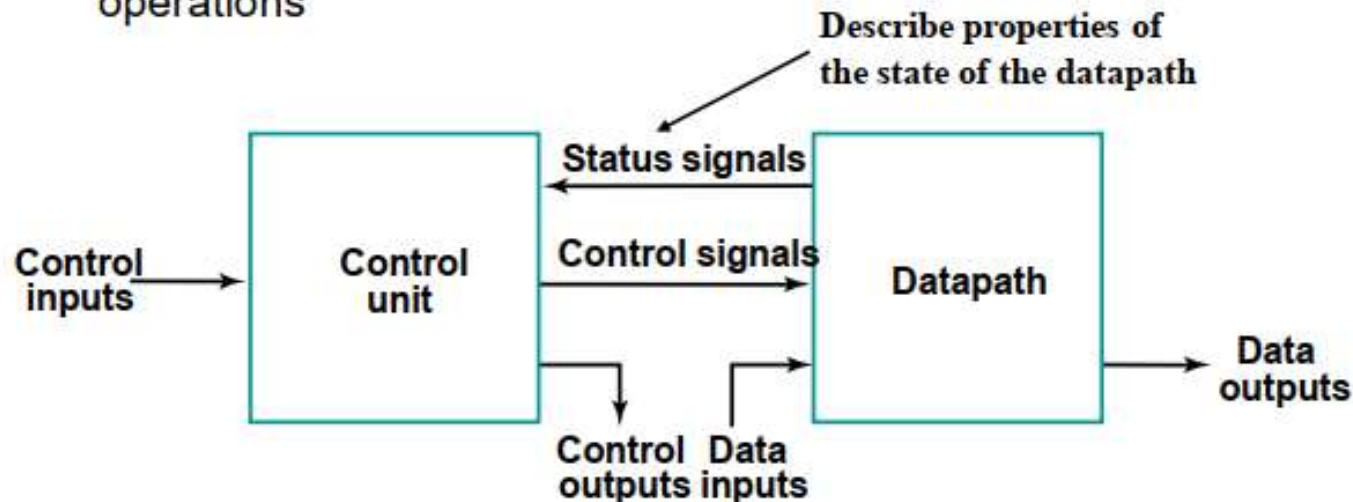 operations
Describe properties of
the state of the datapath
Status signals
Control signals
Control
inputs
Control
unit
Datapath
Data
outputs
Control
outputs
Data
inputs